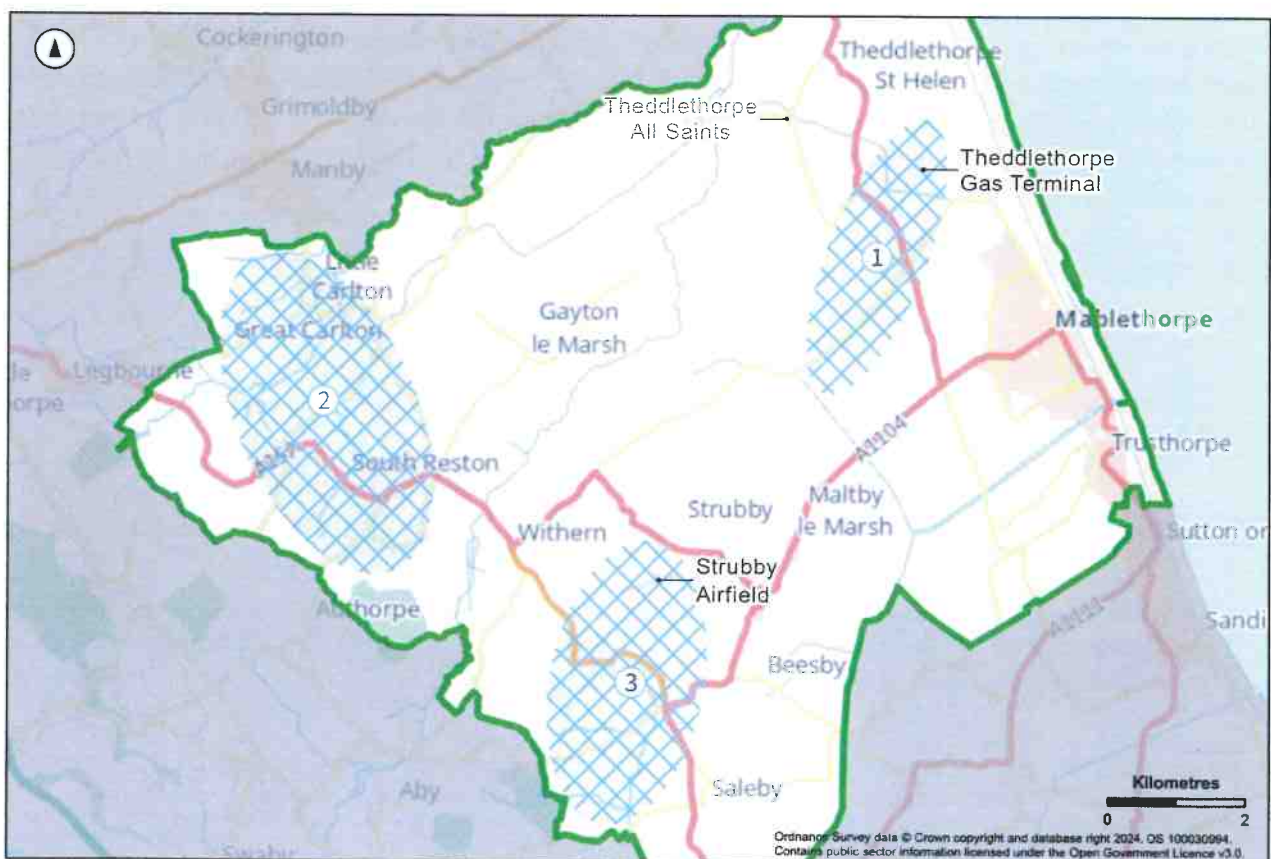 Cockerington
Grimoldby
Manby
Theddlethorpe
St Helen
Theddlethorpe
All Saints
Theddlethorpe
Gas Terminal
1
Little
Carlton
Great Carlton
Gayton
le Marsh
Mablethorpe
Legbourne
2
A1104
Trusthorpe
A157
South Reston
Withern
Strubby
Maltby
le Marsh
Sutton on
Strubby
Airfield
Authorpe
Sandi
A1111
Beesby
3
Aby
Saleby
Kilometres
0 2
Swaby
Ordnance Survey data © Crown copyright and database right 2024. OS 100030994.
Contains public sector information licensed under the Open Government Licence v3.0.